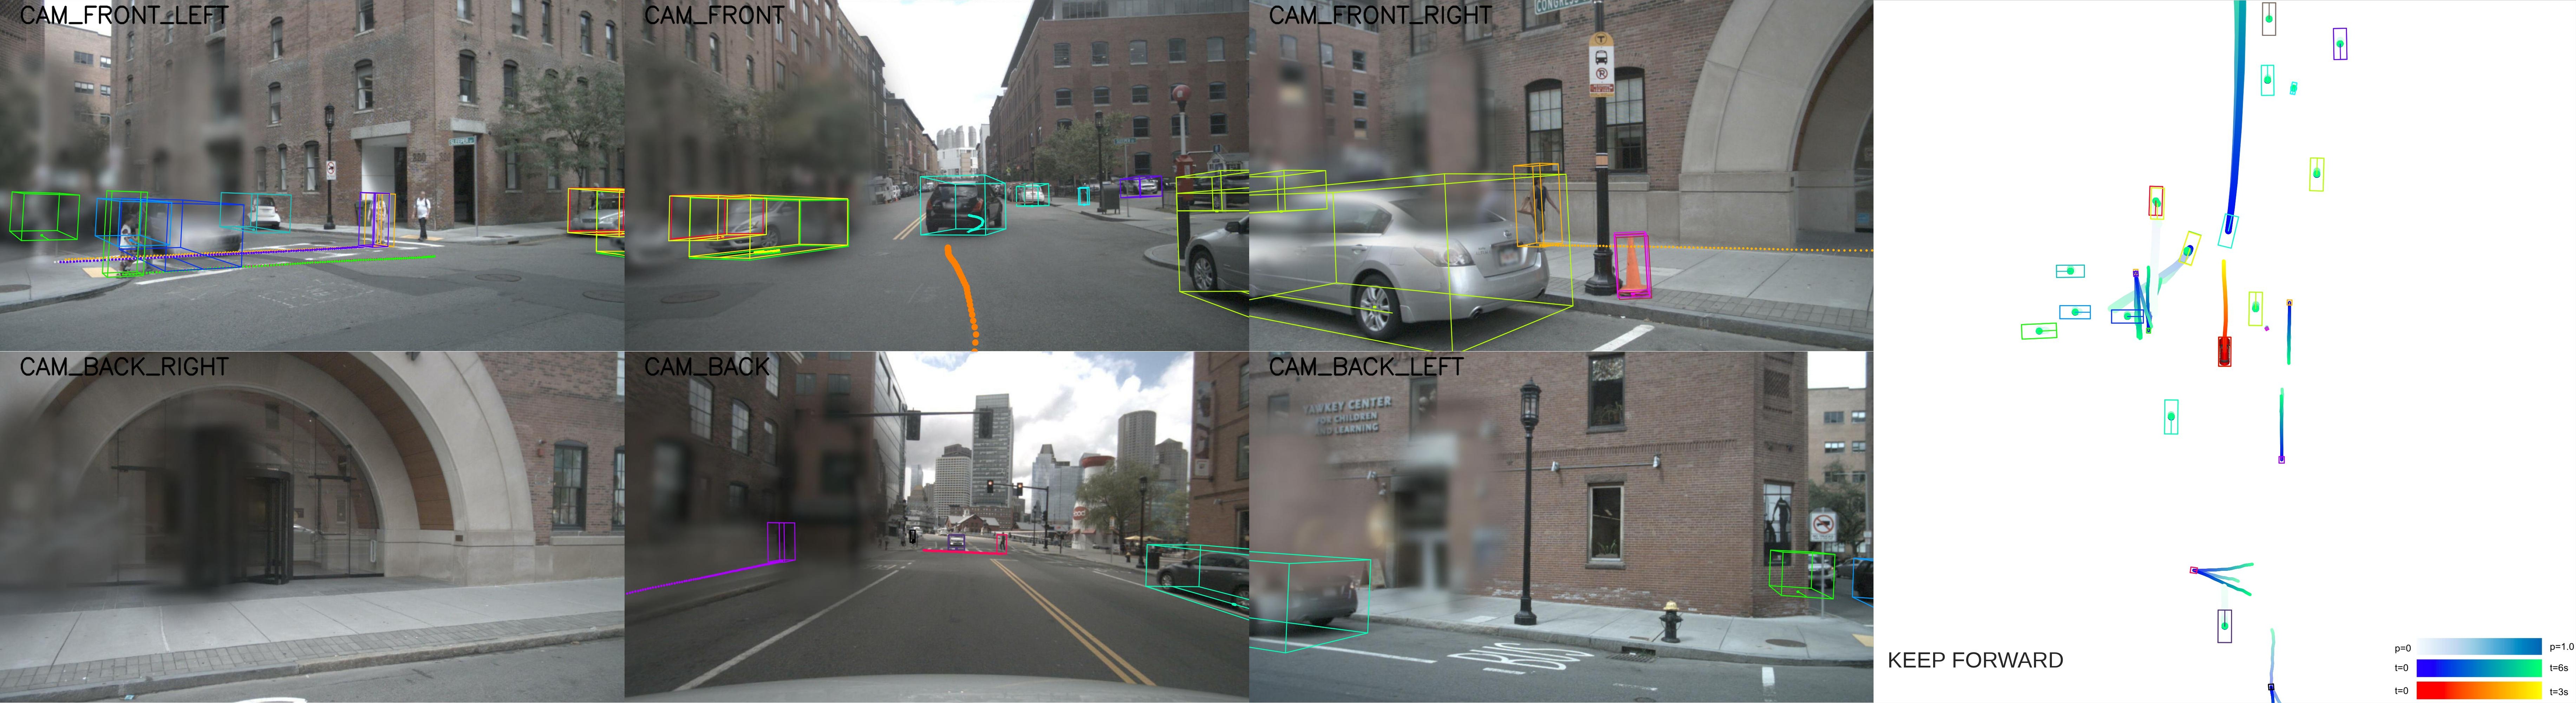 CAM_FRONT_LEFT
CAM_FRONT
CAM_FRONT_RIGHT
CONGRESS
T
CAM_BACK_RIGHT
CAM_BACK
CAM_BACK_LEFT
YAWKEY CENTER
FOR CHILDREN
AND LEARNING
BUS
KEEP FORWARD
p=0
p=1.0
t=0
t=6s
t=0
t=3s